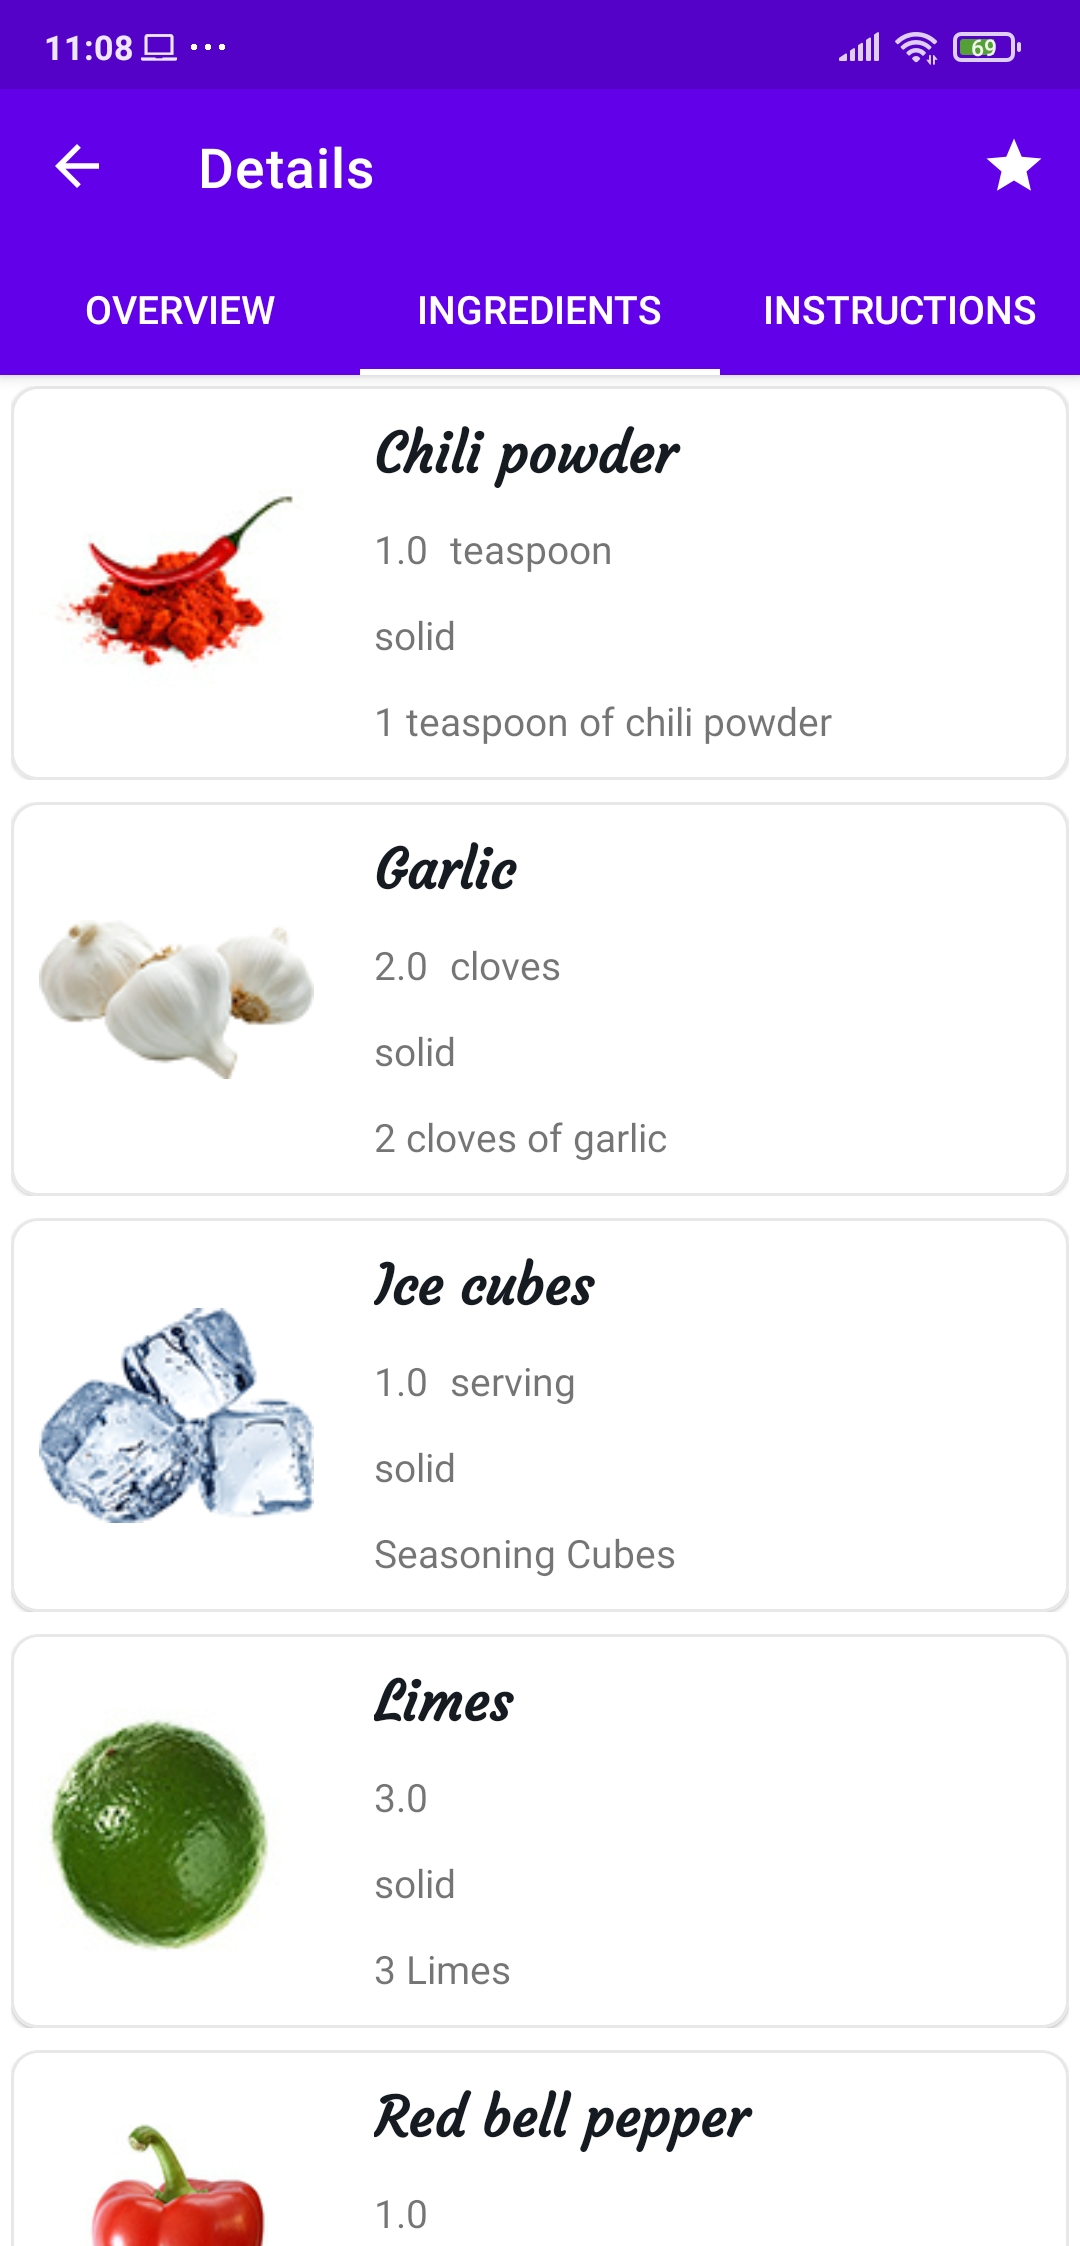 11:08 69
Details
OVERVIEW INGREDIENTS INSTRUCTIONS
Chili powder
1.0 teaspoon
solid
1 teaspoon of chili powder
Garlic
2.0 cloves
solid
2 cloves of garlic
Ice cubes
1.0 serving
solid
Seasoning Cubes
Limes
3.0
solid
3 Limes
Red bell pepper
1.0